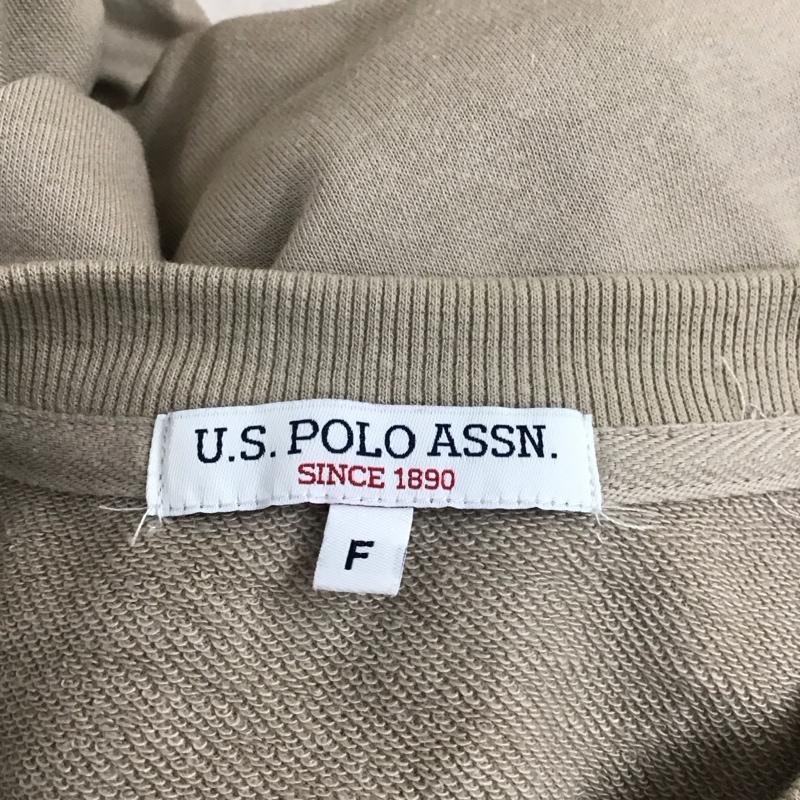 U.S. POLO ASSN.
SINCE 1890
F